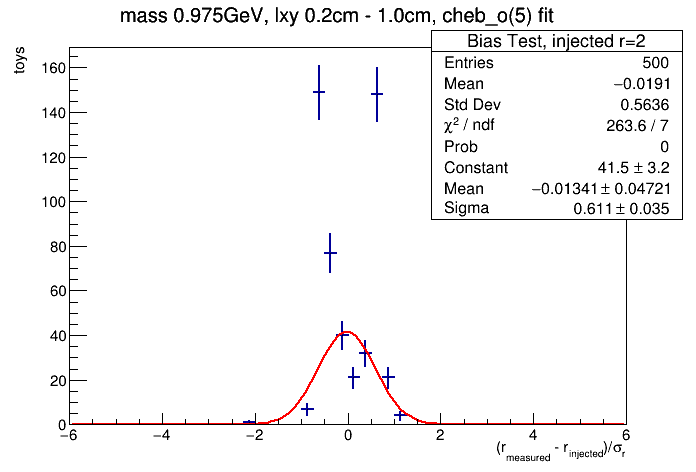 mass 0.975GeV, lxy 0.2cm - 1.0cm, cheb_o(5) fit
Bias Test, injected r=2
Entries 500
Mean −0.0191
Std Dev 0.5636
χ² / ndf 263.6 / 7
Prob 0
Constant 41.5 ± 3.2
Mean −0.01341 ± 0.04721
Sigma 0.611 ± 0.035
toys
160
140
120
100
80
60
40
20
0
−6 −4 −2 0 2 4 6
(r_measured - r_injected)/σ_r